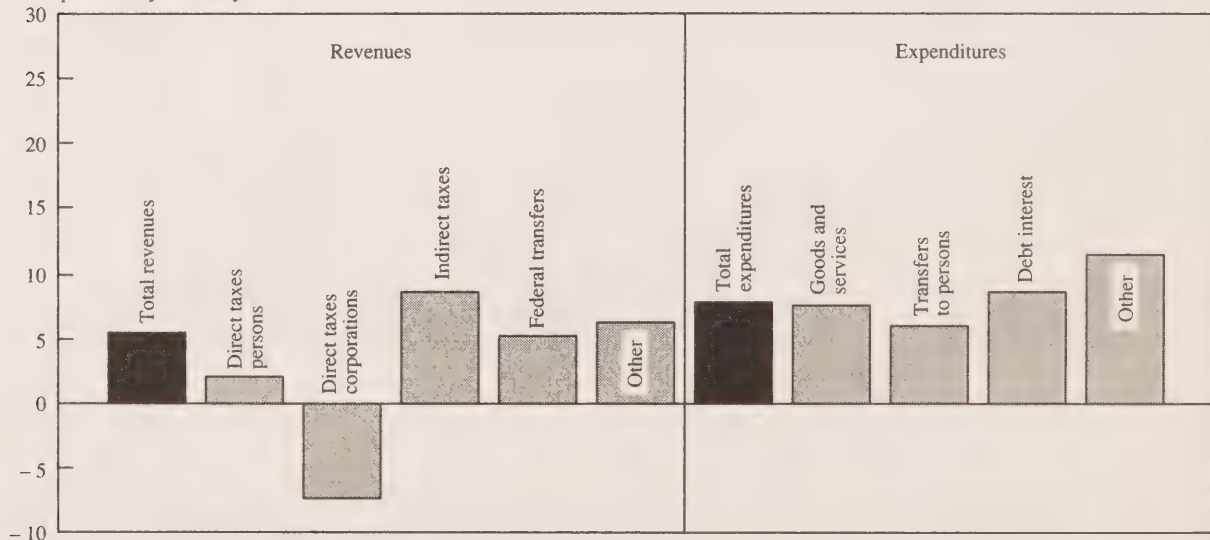 30
25
20
15
10
5
0
– 5
– 10
Revenues
Total revenues
Direct taxes
persons
Direct taxes
corporations
Indirect taxes
Federal transfers
Other
Expenditures
Total
expenditures
Goods and
services
Transfers
to persons
Debt interest
Other